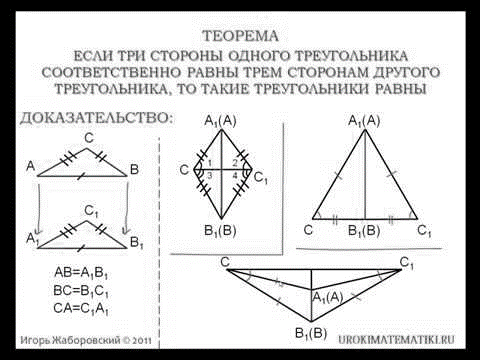 ТЕОРЕМА
ЕСЛИ ТРИ СТОРОНЫ ОДНОГО ТРЕУГОЛЬНИКА
СООТВЕТСТВЕННО РАВНЫ ТРЕМ СТОРОНАМ ДРУГОГО
ТРЕУГОЛЬНИКА, ТО ТАКИЕ ТРЕУГОЛЬНИКИ РАВНЫ
ДОКАЗАТЕЛЬСТВО:
C
A B
C₁
A₁ B₁
AB=A₁B₁
BC=B₁C₁
CA=C₁A₁
A₁(A)
1 2
C C₁
3 4
B₁(B)
A₁(A)
C B₁(B) C₁
C C₁
A₁(A)
B₁(B)
Игорь Жаборовский © 2011
UROKIMATEMATIKI.RU